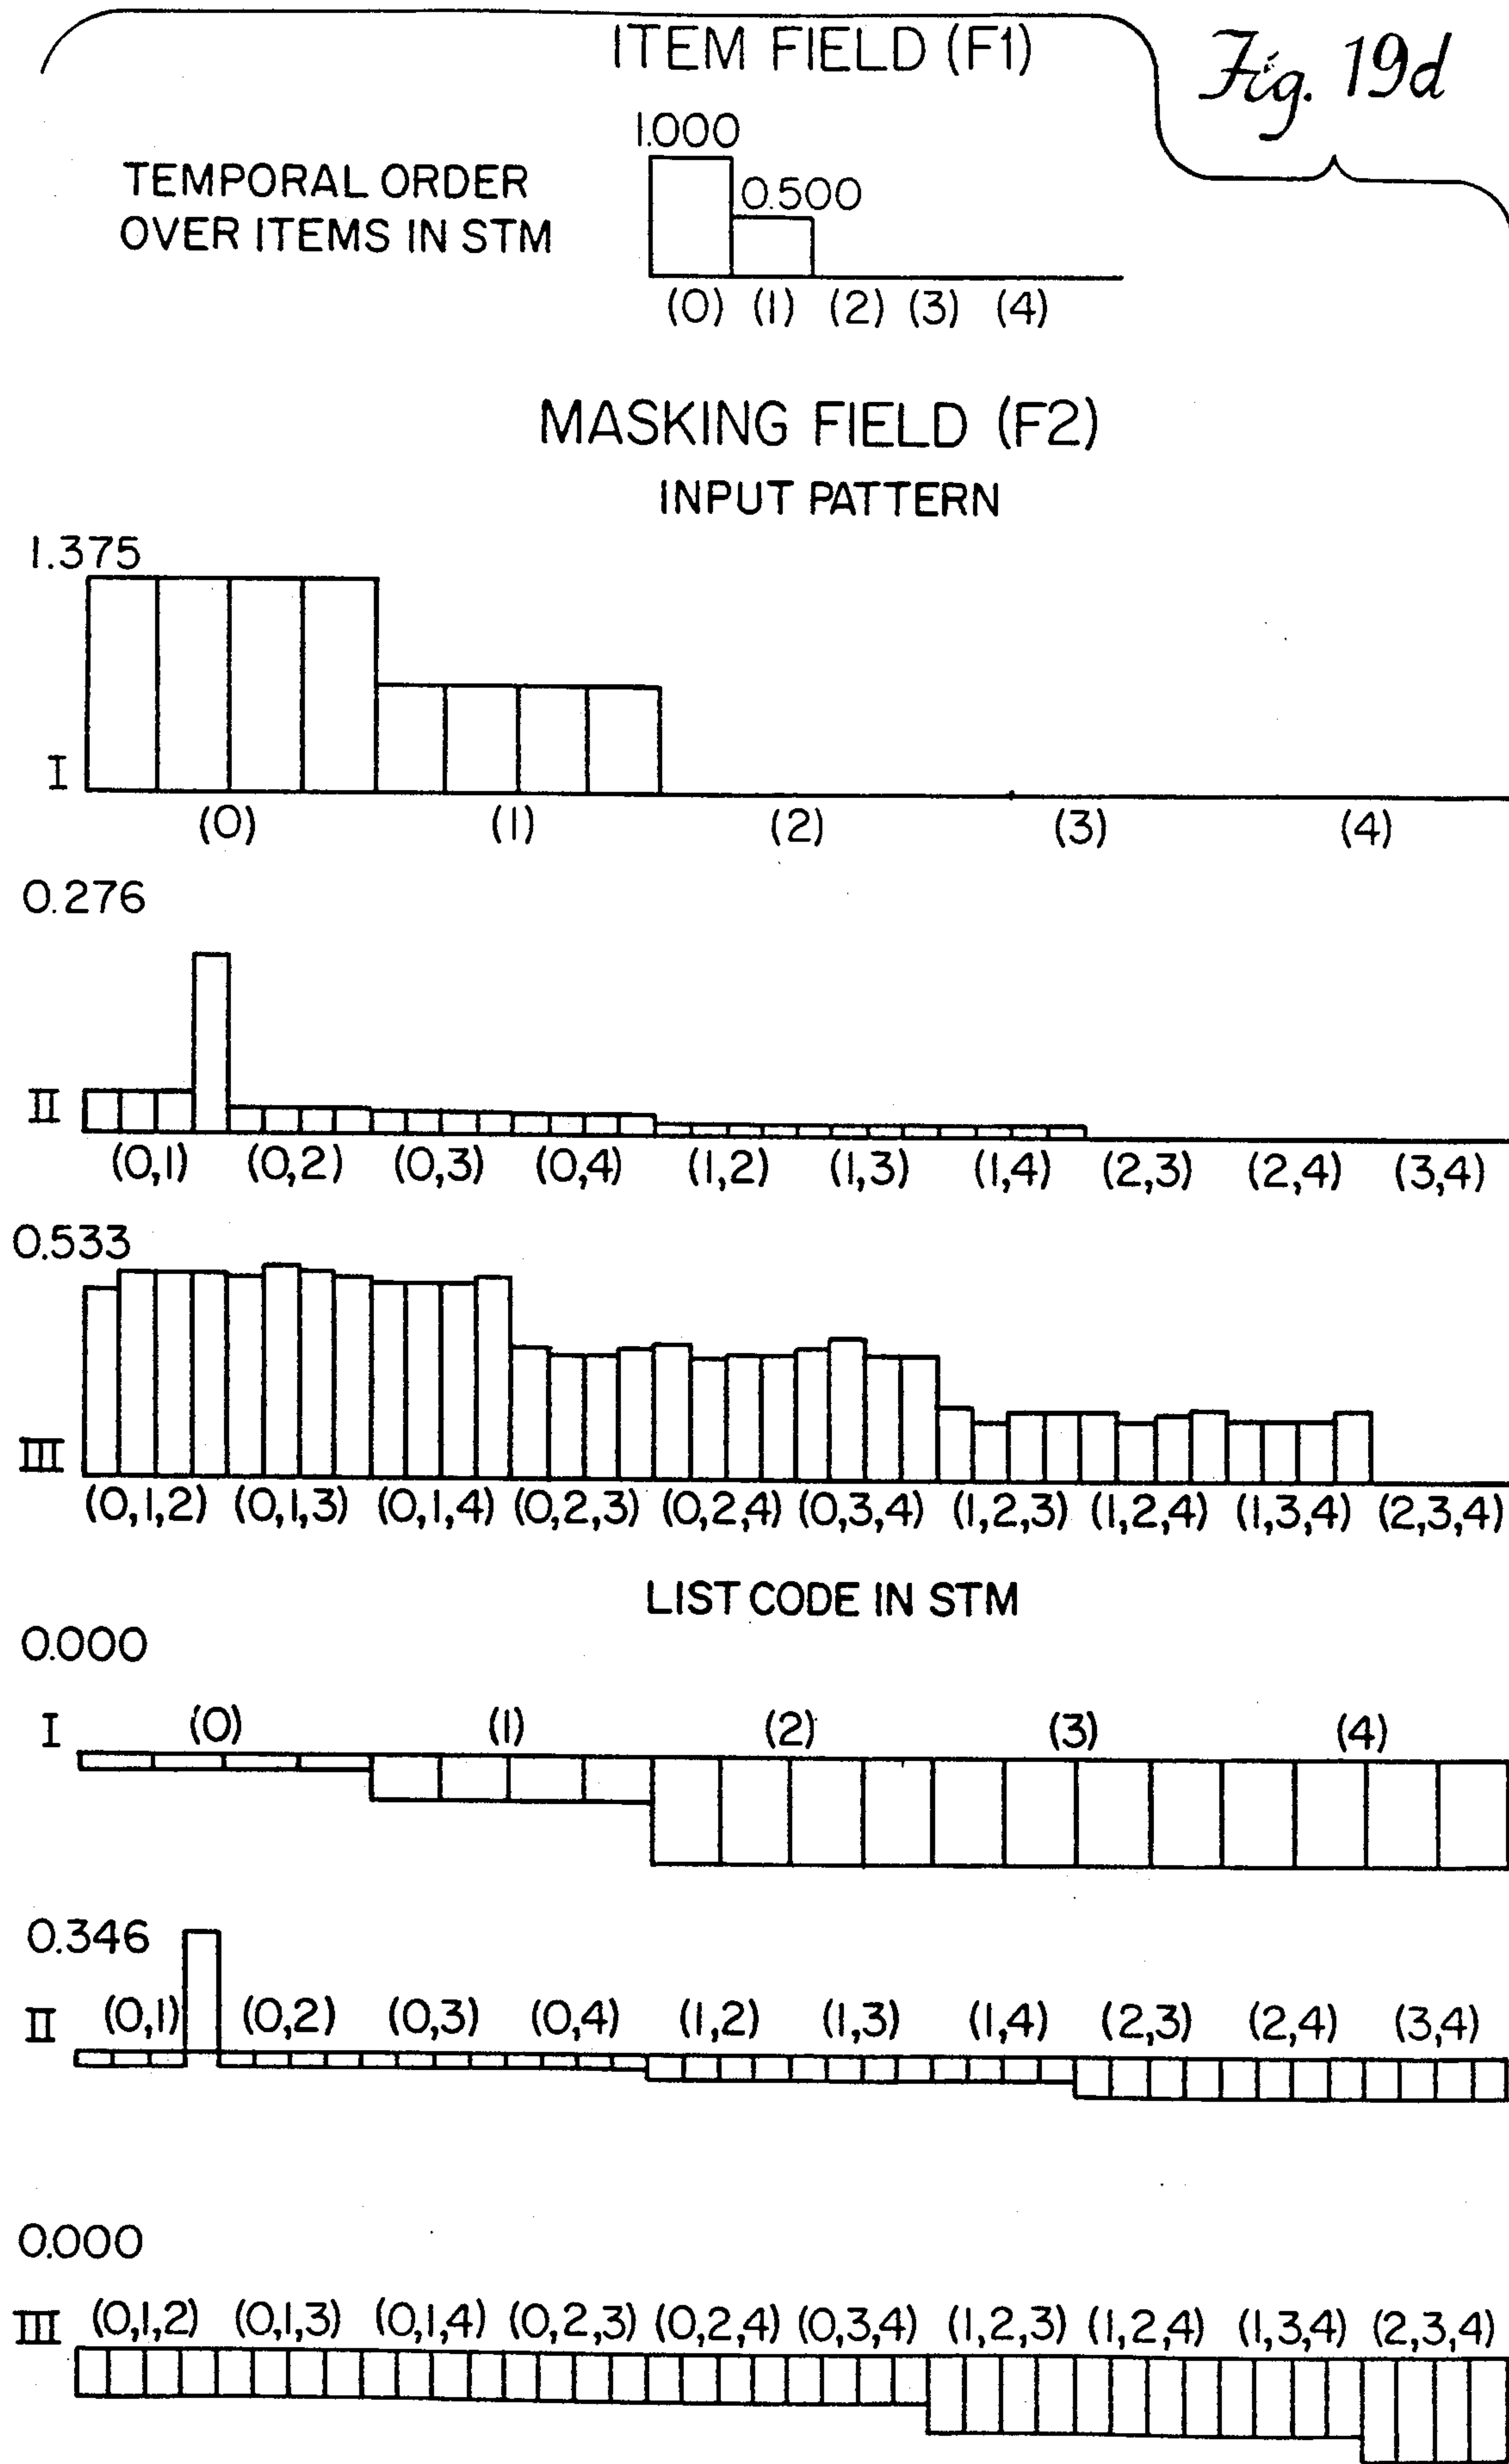 ITEM FIELD (F1)
Fig. 19d
1.000
TEMPORAL ORDER
OVER ITEMS IN STM
0.500
(0) (1) (2) (3) (4)
MASKING FIELD (F2)
INPUT PATTERN
1.375
I
(0) (1) (2) (3) (4)
0.276
II
(0,1) (0,2) (0,3) (0,4) (1,2) (1,3) (1,4) (2,3) (2,4) (3,4)
0.533
III
(0,1,2) (0,1,3) (0,1,4) (0,2,3) (0,2,4) (0,3,4) (1,2,3) (1,2,4) (1,3,4) (2,3,4)
LIST CODE IN STM
0.000
I (0) (1) (2) (3) (4)
0.346
II (0,1) (0,2) (0,3) (0,4) (1,2) (1,3) (1,4) (2,3) (2,4) (3,4)
0.000
III (0,1,2) (0,1,3) (0,1,4) (0,2,3) (0,2,4) (0,3,4) (1,2,3) (1,2,4) (1,3,4) (2,3,4)